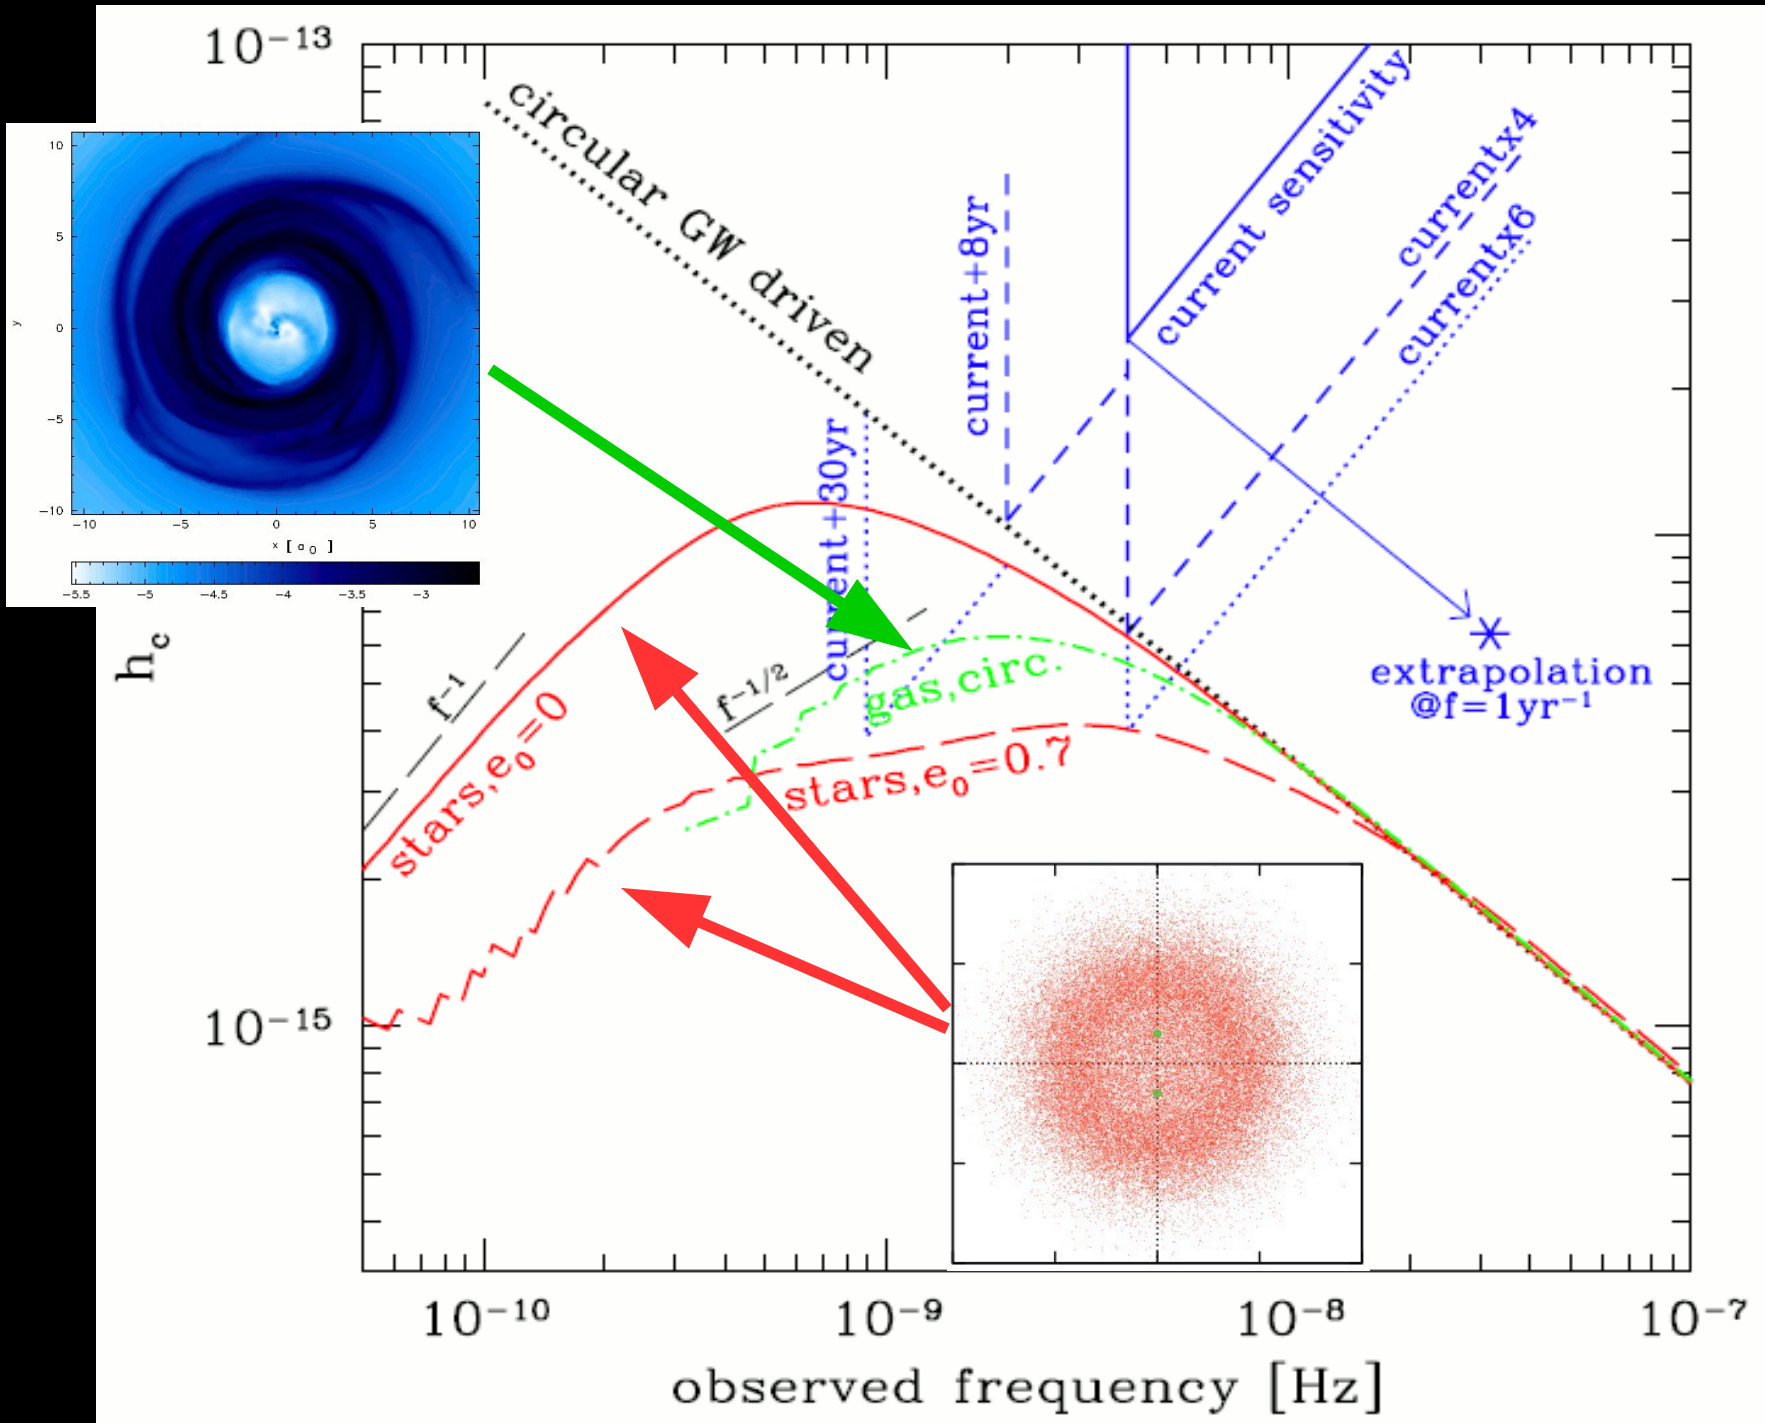 10⁻¹³
10⁻¹⁵
h_c
10⁻¹⁰
10⁻⁹
10⁻⁸
10⁻⁷
observed frequency [Hz]
circular GW driven
current+8yr
current+30yr
current sensitivity
currentx4
currentx6
extrapolation
@f=1yr⁻¹
f⁻¹
f⁻¹/²
stars,e₀=0
gas,circ.
stars,e₀=0.7
10
5
0
−5
−10
y
−10
−5
0
5
10
x [ a₀ ]
−5.5
−5
−4.5
−4
−3.5
−3